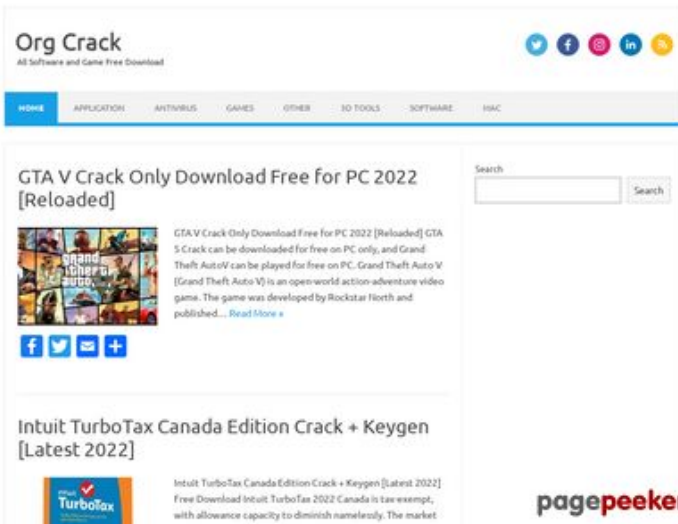 Org Crack
All Software and Game Free Download
HOME APPLICATION ANTIVIRUS GAMES OTHER 3D TOOLS SOFTWARE MAC
GTA V Crack Only Download Free for PC 2022
[Reloaded]
grand
theft
auto
GTA V Crack Only Download Free for PC 2022 [Reloaded] GTA
5 Crack can be downloaded for free on PC only, and Grand
Theft AutoV can be played for free on PC. Grand Theft Auto V
(Grand Theft Auto V) is an open-world action-adventure video
game. The game was developed by Rockstar North and
published… Read More »
Search
Search
Intuit TurboTax Canada Edition Crack + Keygen
[Latest 2022]
intuit
TurboTax
Intuit TurboTax Canada Edition Crack + Keygen [Latest 2022]
Free Download Intuit TurboTax 2022 Canada is tax exempt,
with allowance capacity to diminish namelessly. The market
pagepeeker